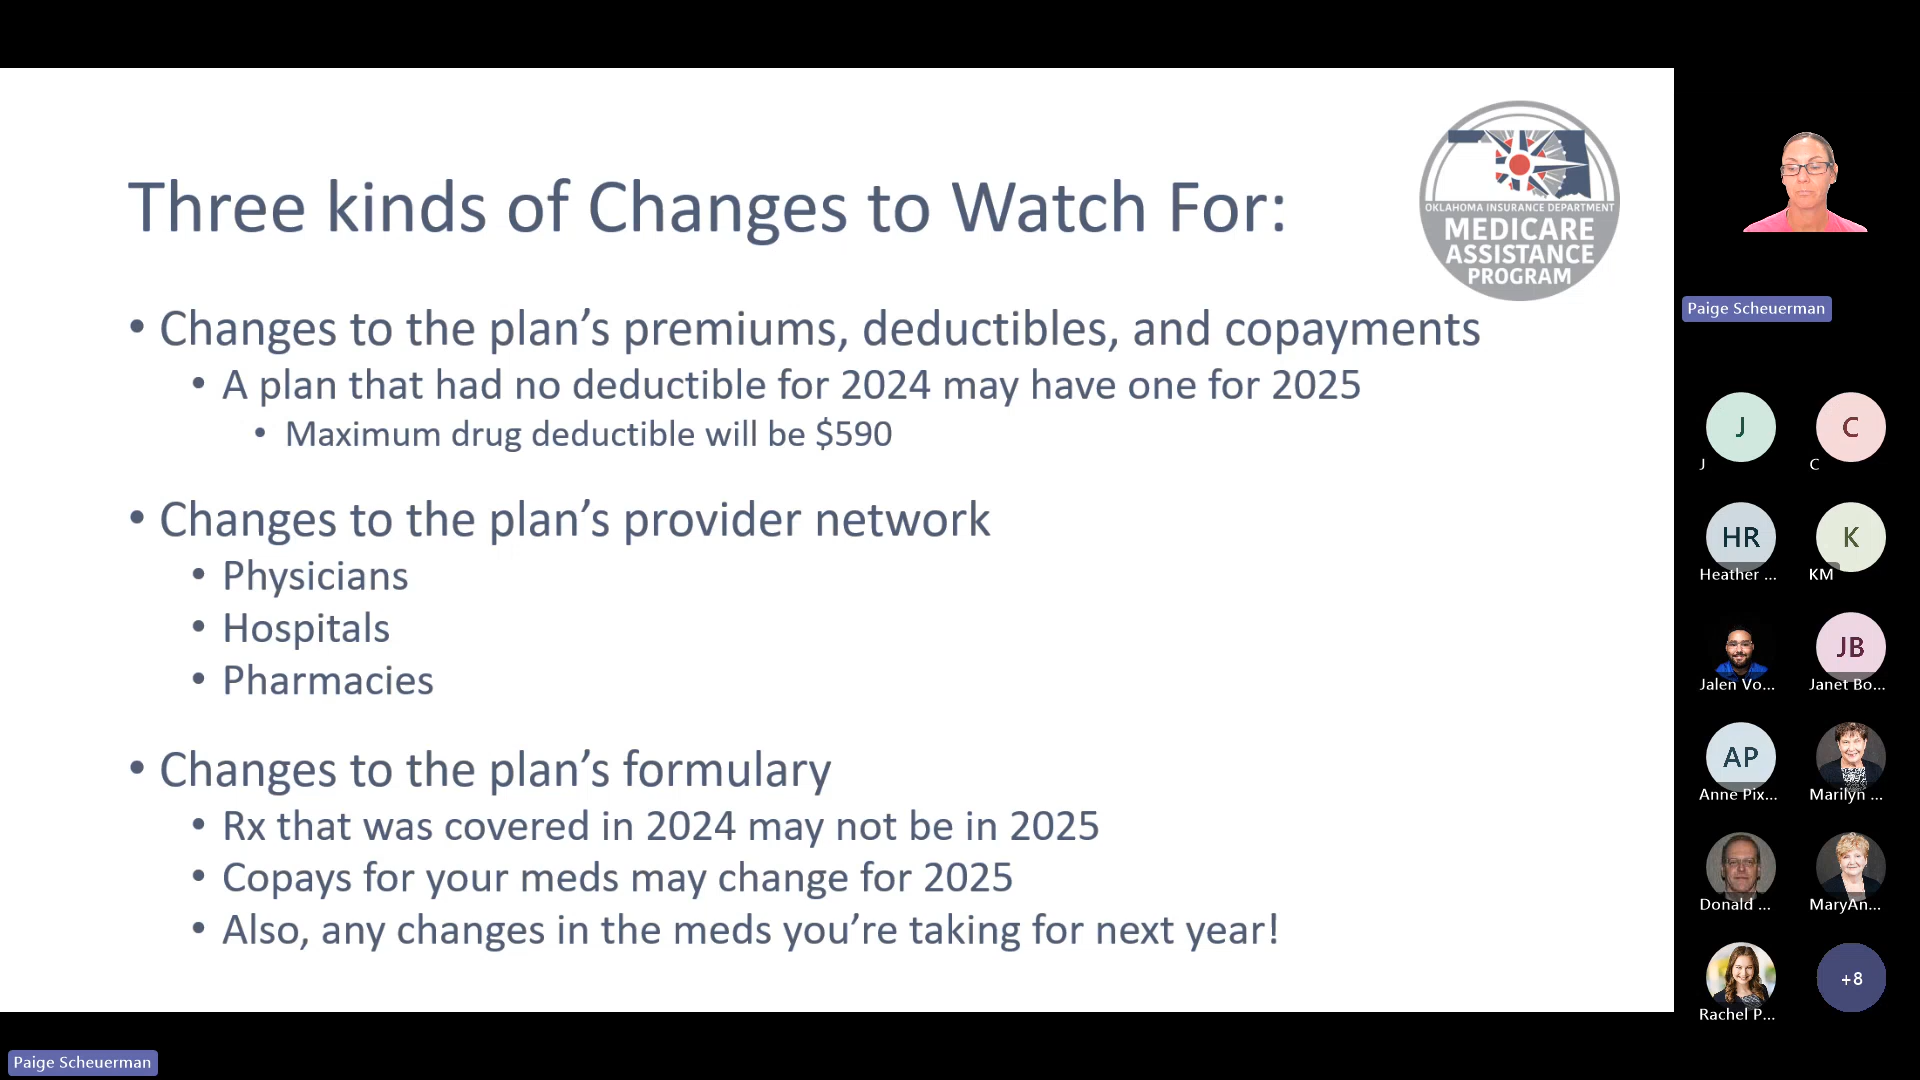 Three kinds of Changes to Watch For:
OKLAHOMA INSURANCE DEPARTMENT
MEDICARE
ASSISTANCE
PROGRAM
• Changes to the plan’s premiums, deductibles, and copayments
• A plan that had no deductible for 2024 may have one for 2025
• Maximum drug deductible will be $590
• Changes to the plan’s provider network
• Physicians
• Hospitals
• Pharmacies
• Changes to the plan’s formulary
• Rx that was covered in 2024 may not be in 2025
• Copays for your meds may change for 2025
• Also, any changes in the meds you’re taking for next year!
Paige Scheuerman
J
C
J
C
HR
K
Heather ...
KM
JB
Jalen Vo...
Janet Bo...
AP
Anne Pix...
Marilyn ...
Donald ...
MaryAn...
+8
Rachel P...
Paige Scheuerman